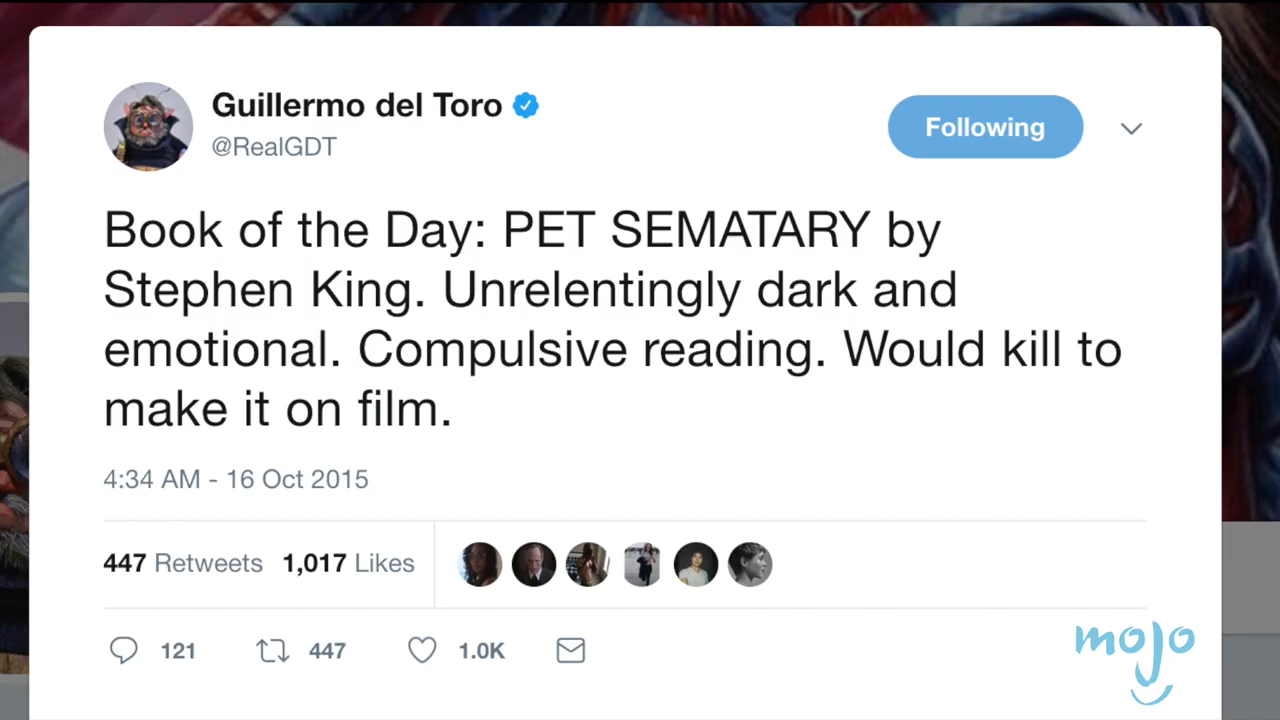 Guillermo del Toro
@RealGDT
Following
Book of the Day: PET SEMATARY by
Stephen King. Unrelentingly dark and
emotional. Compulsive reading. Would kill to
make it on film.
4:34 AM - 16 Oct 2015
447 Retweets 1,017 Likes
121 447 1.0K
mojo